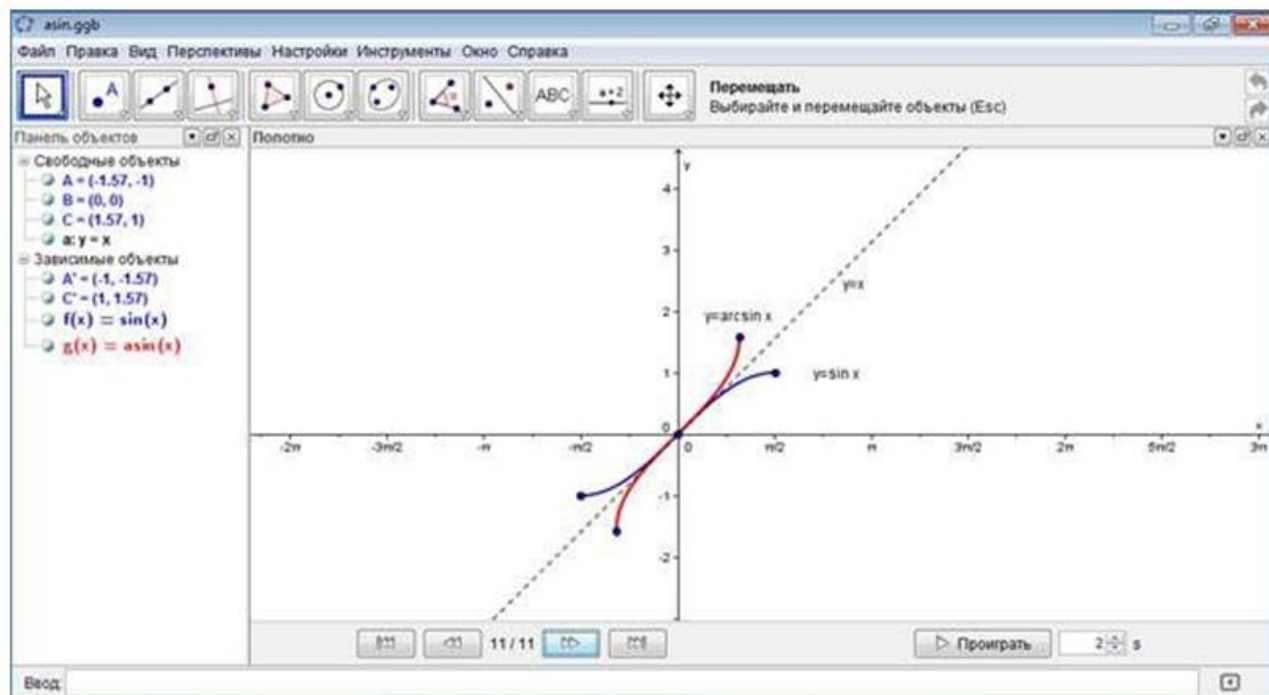 asin.ggb
Файл Правка Вид Перспективы Настройки Инструменты Окно Справка
A
ABC
a=2
Перемещать
Выбирайте и перемещайте объекты (Esc)
Панель объектов
Полотно
Свободные объекты
A = (-1.57, -1)
B = (0, 0)
C = (1.57, 1)
a: y = x
Зависимые объекты
A' = (-1, -1.57)
C' = (1, 1.57)
f(x) = sin(x)
g(x) = asin(x)
y
4
3
y=x
2
y=arcsin x
1
y=sin x
0
x
-2π -3π/2 -π -π/2 0 π/2 π 3π/2 2π 5π/2 3π
-1
-2
11 / 11
Проиграть
2 s
Ввод: